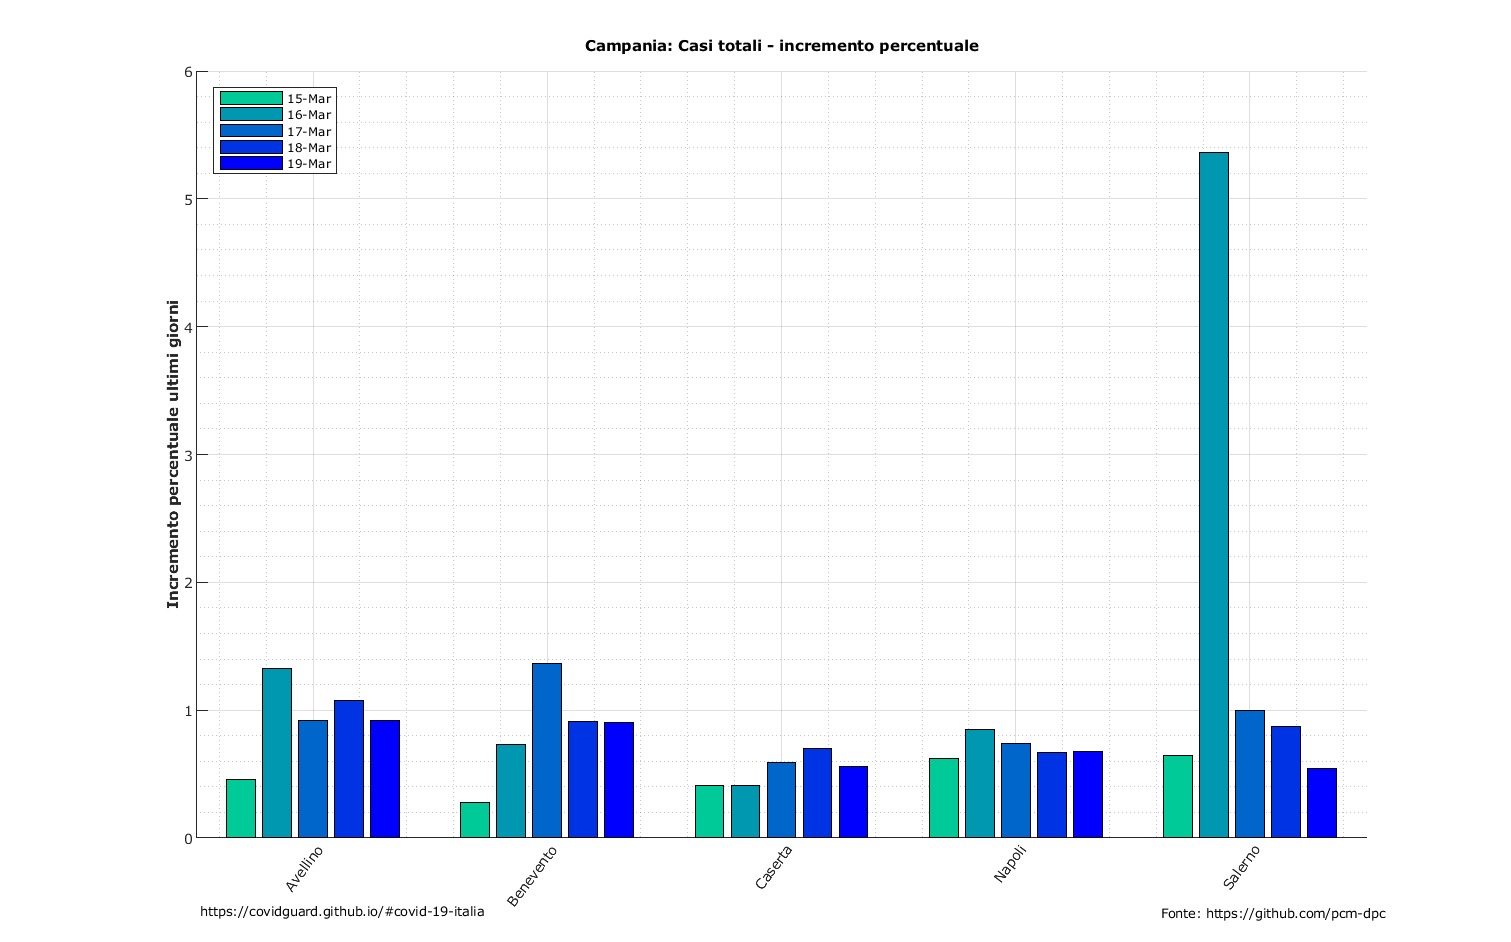 Campania: Casi totali - incremento percentuale
15-Mar
16-Mar
17-Mar
18-Mar
19-Mar
Incremento percentuale ultimi giorni
6
5
4
3
2
1
0
Avellino
Benevento
Caserta
Napoli
Salerno
https://covidguard.github.io/#covid-19-italia
Fonte: https://github.com/pcm-dpc